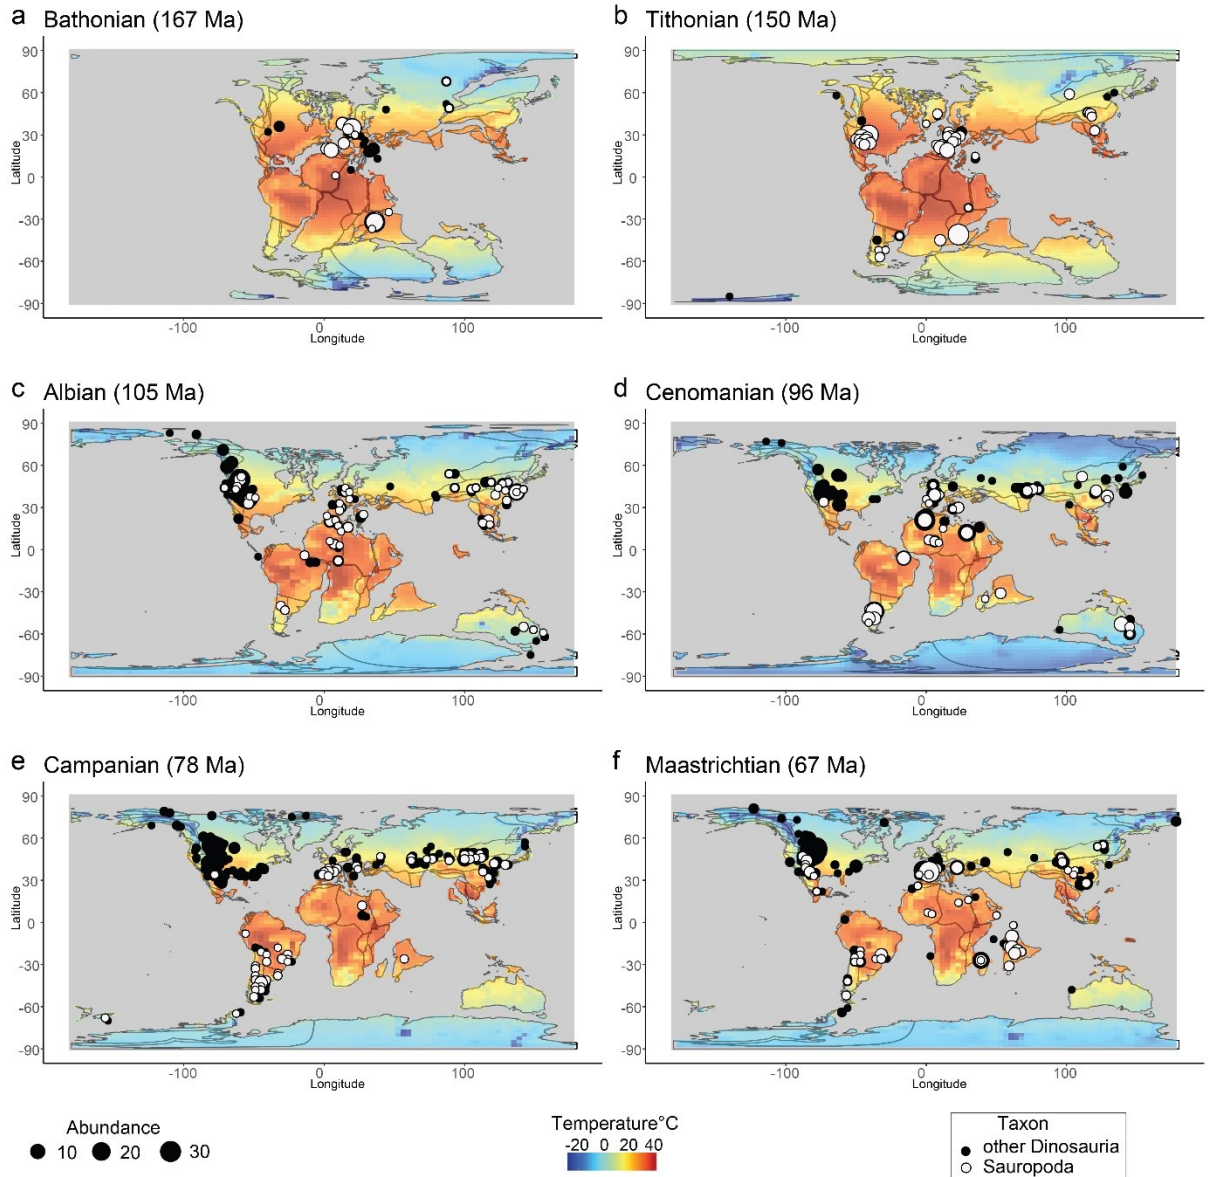 a Bathonian (167 Ma)
b Tithonian (150 Ma)
90
60
30
0
-30
-60
-90
Latitude
-100 0 100
Longitude
90
60
30
0
-30
-60
-90
Latitude
-100 0 100
Longitude
c Albian (105 Ma)
d Cenomanian (96 Ma)
90
60
30
0
-30
-60
-90
Latitude
-100 0 100
Longitude
90
60
30
0
-30
-60
-90
Latitude
-100 0 100
Longitude
e Campanian (78 Ma)
f Maastrichtian (67 Ma)
90
60
30
0
-30
-60
-90
Latitude
-100 0 100
Longitude
90
60
30
0
-30
-60
-90
Latitude
-100 0 100
Longitude
Abundance
10 20 30
Temperature°C
-20 0 20 40
Taxon
other Dinosauria
Sauropoda